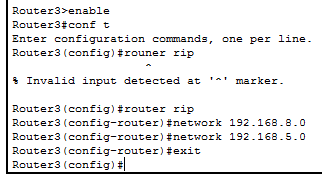 Router3>enable
Router3#conf t
Enter configuration commands, one per line.
Router3(config)#rouner rip
^
% Invalid input detected at '^' marker.
Router3(config)#router rip
Router3(config-router)#network 192.168.8.0
Router3(config-router)#network 192.168.5.0
Router3(config-router)#exit
Router3(config)#